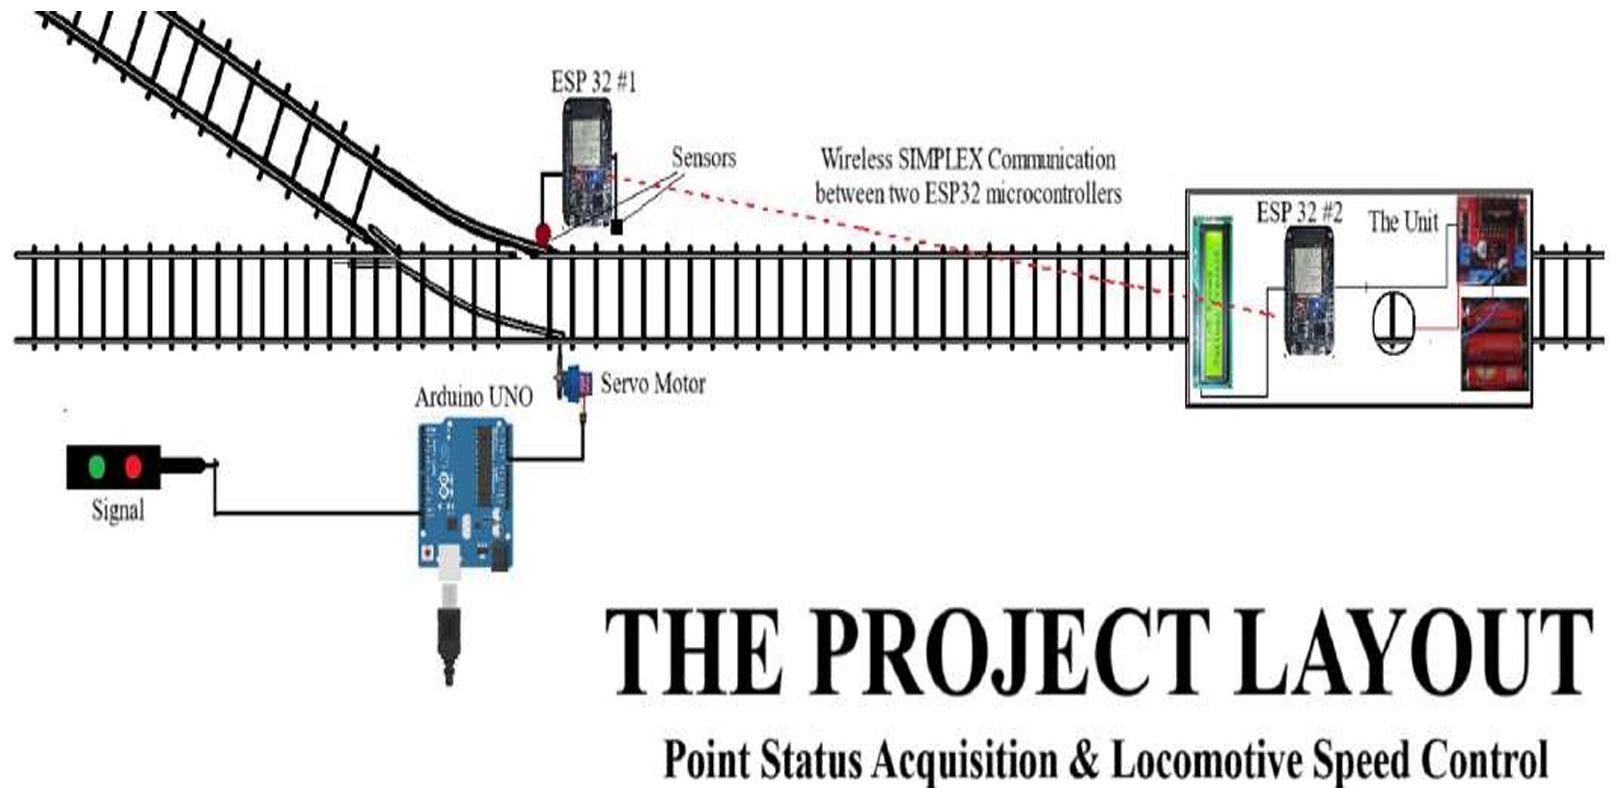 ESP 32 #1
Sensors
Wireless SIMPLEX Communication
between two ESP32 microcontrollers
ESP 32 #2
The Unit
Servo Motor
Arduino UNO
Signal
THE PROJECT LAYOUT
Point Status Acquisition & Locomotive Speed Control